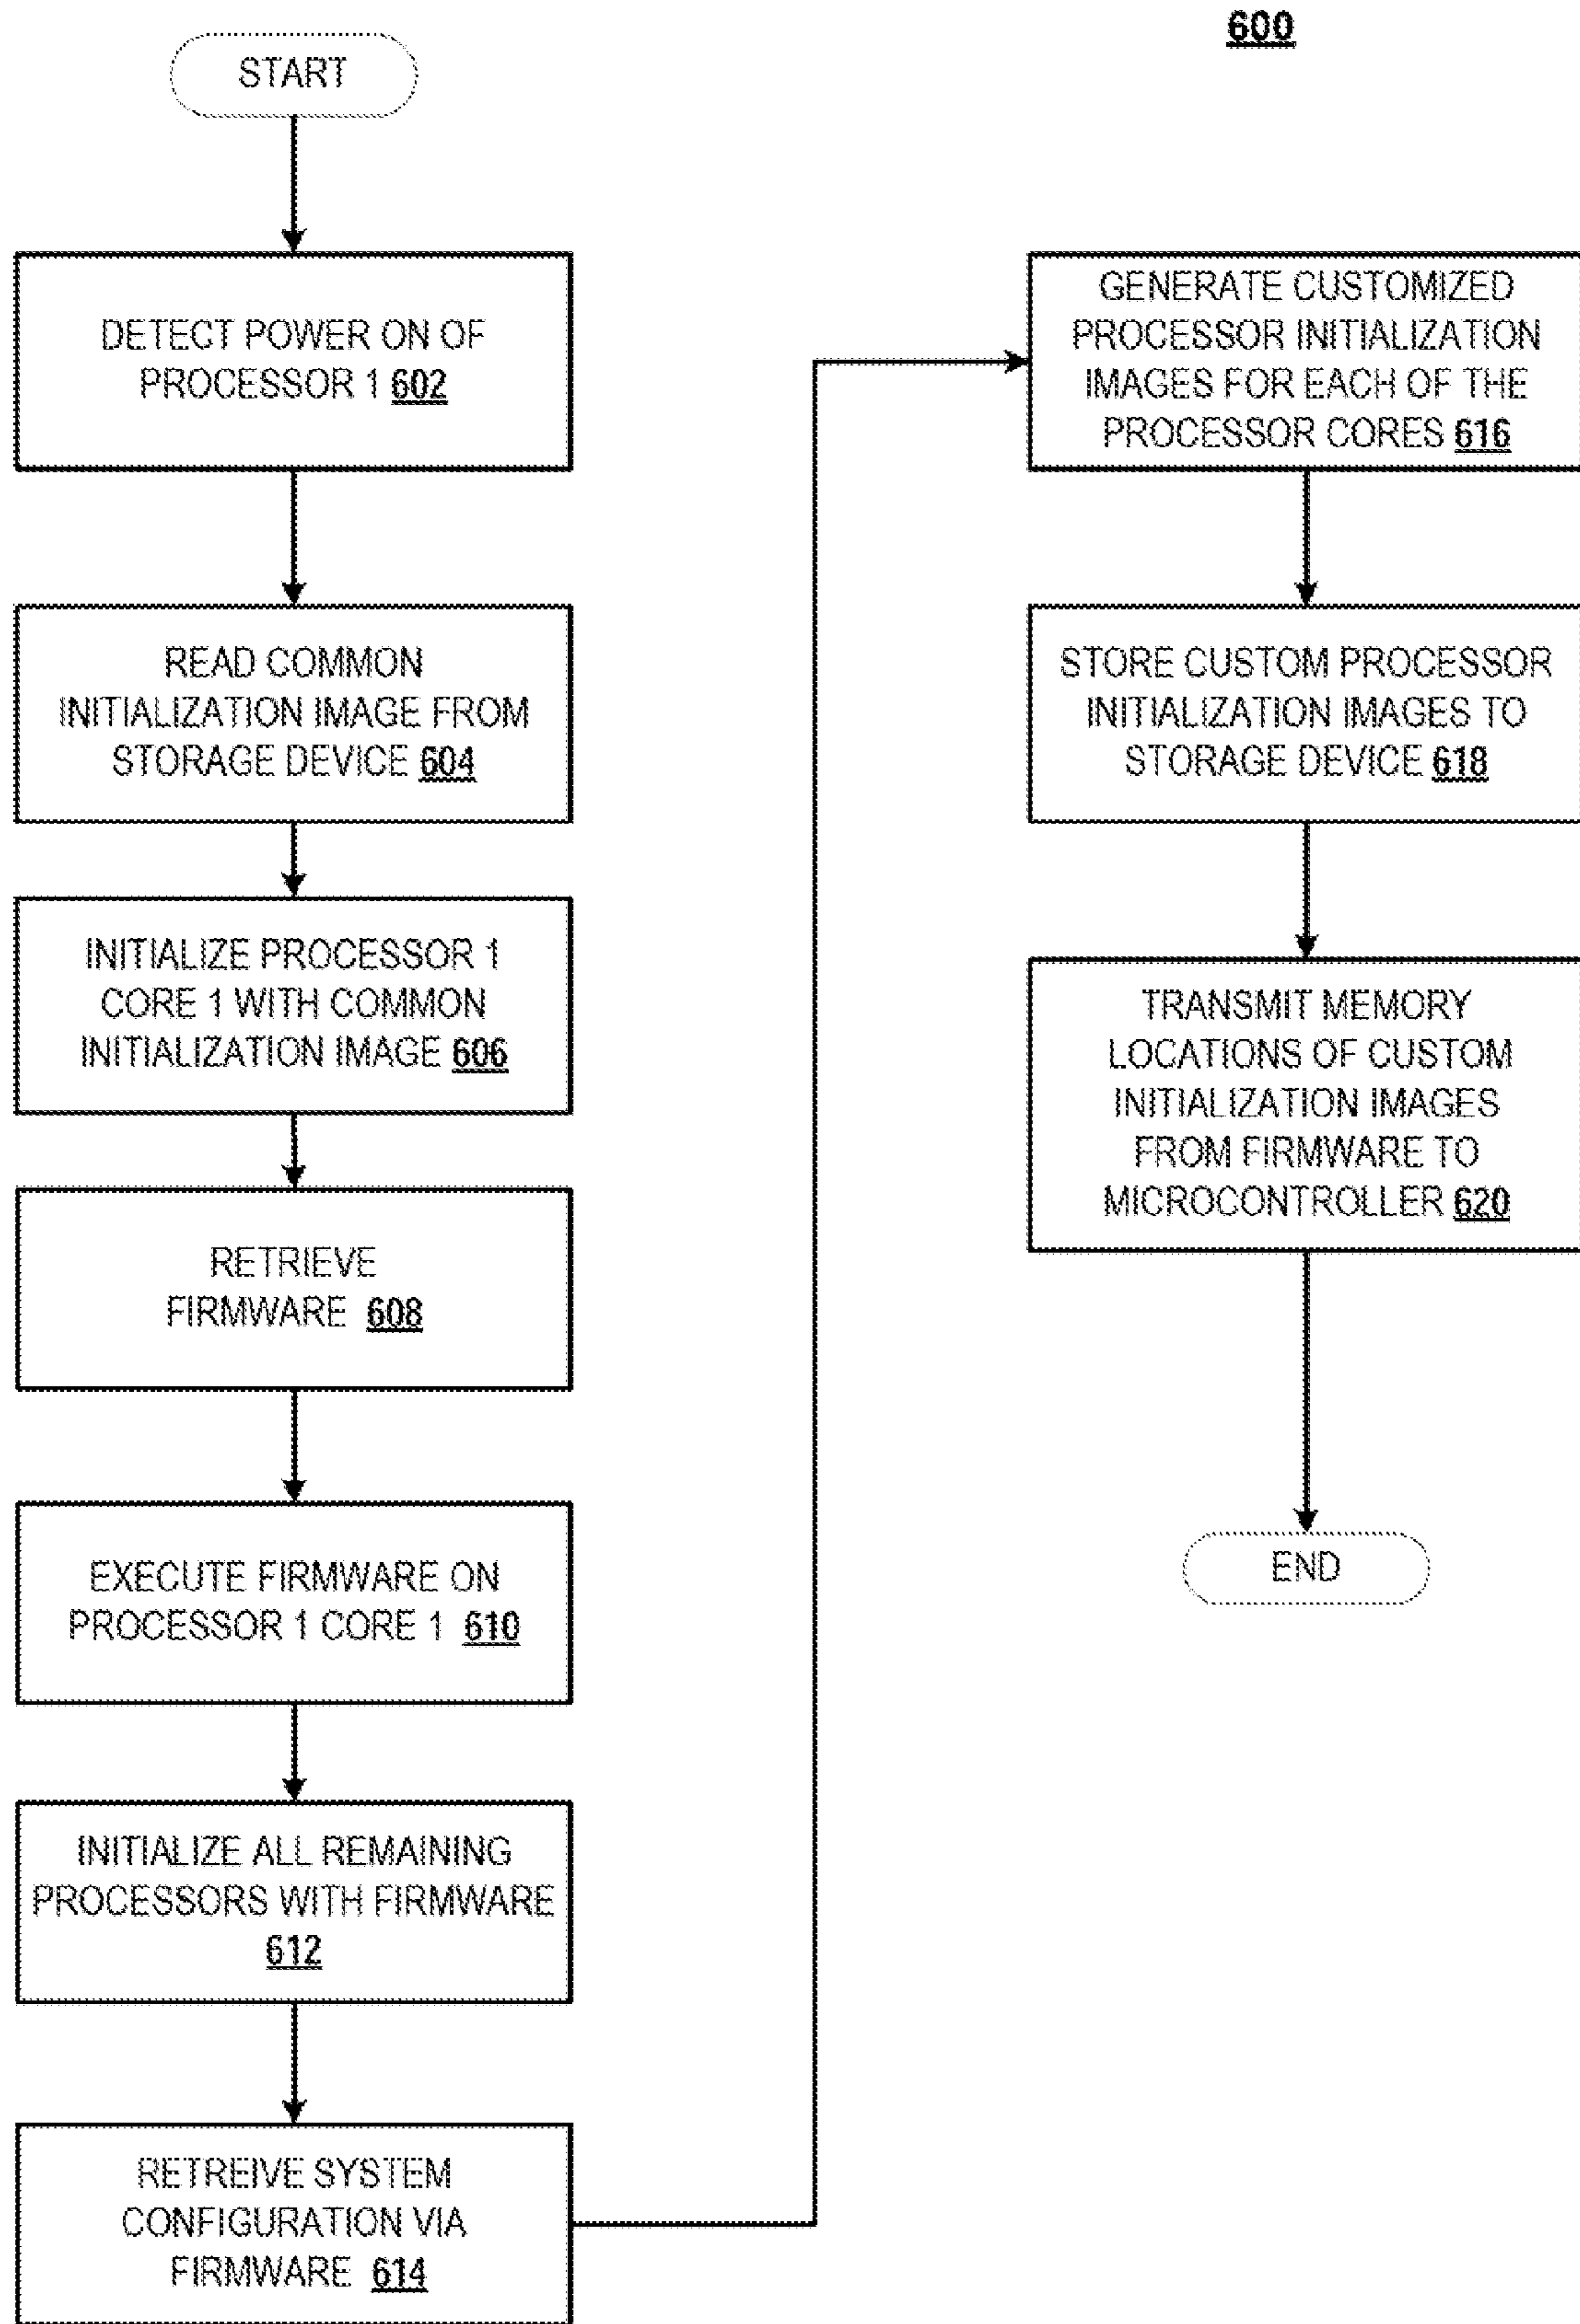 600
START
DETECT POWER ON OF
PROCESSOR 1 602
READ COMMON
INITIALIZATION IMAGE FROM
STORAGE DEVICE 604
INITIALIZE PROCESSOR 1
CORE 1 WITH COMMON
INITIALIZATION IMAGE 606
RETRIEVE
FIRMWARE 608
EXECUTE FIRMWARE ON
PROCESSOR 1 CORE 1 610
INITIALIZE ALL REMAINING
PROCESSORS WITH FIRMWARE
612
RETREIVE SYSTEM
CONFIGURATION VIA
FIRMWARE 614
GENERATE CUSTOMIZED
PROCESSOR INITIALIZATION
IMAGES FOR EACH OF THE
PROCESSOR CORES 616
STORE CUSTOM PROCESSOR
INITIALIZATION IMAGES TO
STORAGE DEVICE 618
TRANSMIT MEMORY
LOCATIONS OF CUSTOM
INITIALIZATION IMAGES
FROM FIRMWARE TO
MICROCONTROLLER 620
END